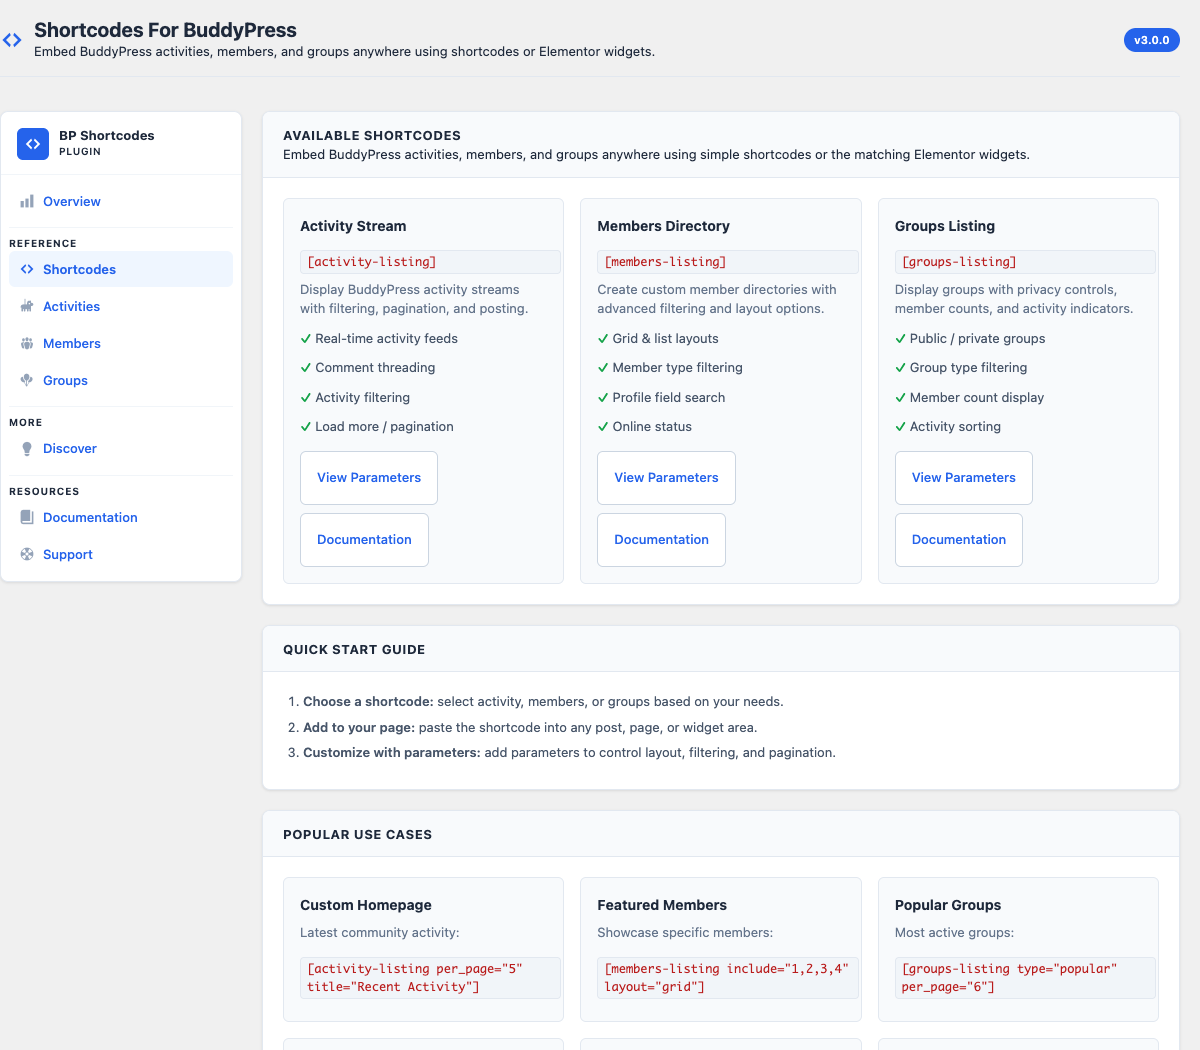 Shortcodes For BuddyPress
Embed BuddyPress activities, members, and groups anywhere using shortcodes or Elementor widgets.
v3.0.0
BP Shortcodes
PLUGIN
Overview
REFERENCE
Shortcodes
Activities
Members
Groups
MORE
Discover
RESOURCES
Documentation
Support
AVAILABLE SHORTCODES
Embed BuddyPress activities, members, and groups anywhere using simple shortcodes or the matching Elementor widgets.
Activity Stream
[activity-listing]
Display BuddyPress activity streams
with filtering, pagination, and posting.
Real-time activity feeds
Comment threading
Activity filtering
Load more / pagination
View Parameters
Documentation
Members Directory
[members-listing]
Create custom member directories with
advanced filtering and layout options.
Grid & list layouts
Member type filtering
Profile field search
Online status
View Parameters
Documentation
Groups Listing
[groups-listing]
Display groups with privacy controls,
member counts, and activity indicators.
Public / private groups
Group type filtering
Member count display
Activity sorting
View Parameters
Documentation
QUICK START GUIDE
1. Choose a shortcode: select activity, members, or groups based on your needs.
2. Add to your page: paste the shortcode into any post, page, or widget area.
3. Customize with parameters: add parameters to control layout, filtering, and pagination.
POPULAR USE CASES
Custom Homepage
Latest community activity:
[activity-listing per_page="5"
title="Recent Activity"]
Featured Members
Showcase specific members:
[members-listing include="1,2,3,4"
layout="grid"]
Popular Groups
Most active groups:
[groups-listing type="popular"
per_page="6"]